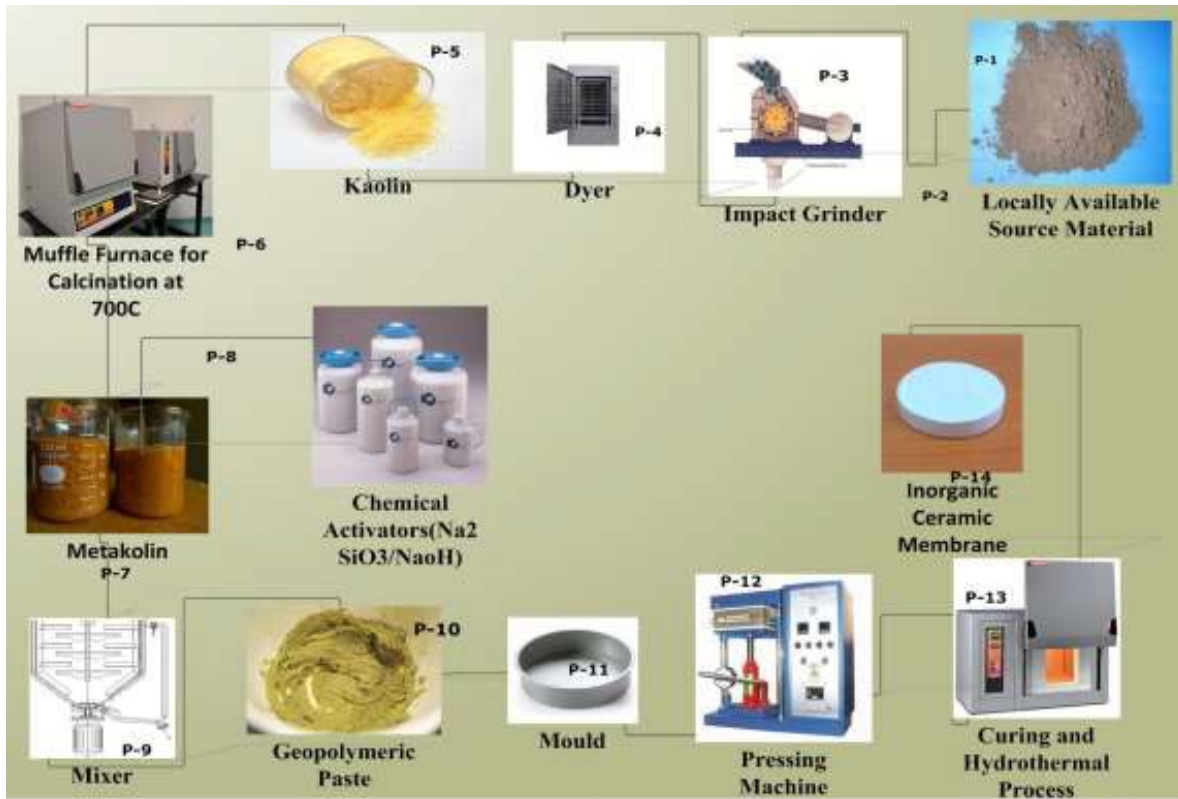 P-5
Kaolin
P-4
Dyer
P-3
Impact Grinder
P-1
P-2
Locally Available
Source Material
Muffle Furnace for
Calcination at
700C
P-6
P-8
Chemical
Activators(Na2
SiO3/NaoH)
Metakolin
P-7
P-14
Inorganic
Ceramic
Membrane
P-9
Mixer
P-10
Geopolymeric
Paste
P-11
Mould
P-12
Pressing
Machine
P-13
Curing and
Hydrothermal
Process